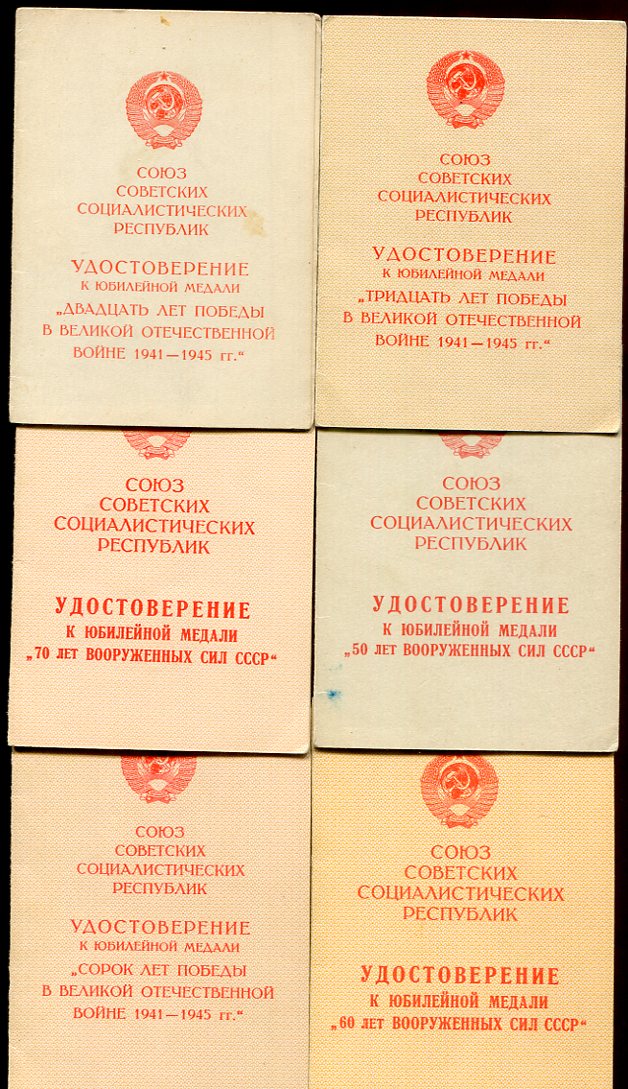 СОЮЗ
СОВЕТСКИХ
СОЦИАЛИСТИЧЕСКИХ
РЕСПУБЛИК
УДОСТОВЕРЕНИЕ
К ЮБИЛЕЙНОЙ МЕДАЛИ
„ДВАДЦАТЬ ЛЕТ ПОБЕДЫ
В ВЕЛИКОЙ ОТЕЧЕСТВЕННОЙ
ВОЙНЕ 1941—1945 гг.“
СОЮЗ
СОВЕТСКИХ
СОЦИАЛИСТИЧЕСКИХ
РЕСПУБЛИК
УДОСТОВЕРЕНИЕ
К ЮБИЛЕЙНОЙ МЕДАЛИ
„ТРИДЦАТЬ ЛЕТ ПОБЕДЫ
В ВЕЛИКОЙ ОТЕЧЕСТВЕННОЙ
ВОЙНЕ 1941—1945 гг.“
СОЮЗ
СОВЕТСКИХ
СОЦИАЛИСТИЧЕСКИХ
РЕСПУБЛИК
УДОСТОВЕРЕНИЕ
К ЮБИЛЕЙНОЙ МЕДАЛИ
„70 ЛЕТ ВООРУЖЕННЫХ СИЛ СССР“
СОЮЗ
СОВЕТСКИХ
СОЦИАЛИСТИЧЕСКИХ
РЕСПУБЛИК
УДОСТОВЕРЕНИЕ
К ЮБИЛЕЙНОЙ МЕДАЛИ
„50 ЛЕТ ВООРУЖЕННЫХ СИЛ СССР“
СОЮЗ
СОВЕТСКИХ
СОЦИАЛИСТИЧЕСКИХ
РЕСПУБЛИК
УДОСТОВЕРЕНИЕ
К ЮБИЛЕЙНОЙ МЕДАЛИ
„СОРОК ЛЕТ ПОБЕДЫ
В ВЕЛИКОЙ ОТЕЧЕСТВЕННОЙ
ВОЙНЕ 1941—1945 гг.“
СОЮЗ
СОВЕТСКИХ
СОЦИАЛИСТИЧЕСКИХ
РЕСПУБЛИК
УДОСТОВЕРЕНИЕ
К ЮБИЛЕЙНОЙ МЕДАЛИ
„60 ЛЕТ ВООРУЖЕННЫХ СИЛ СССР“